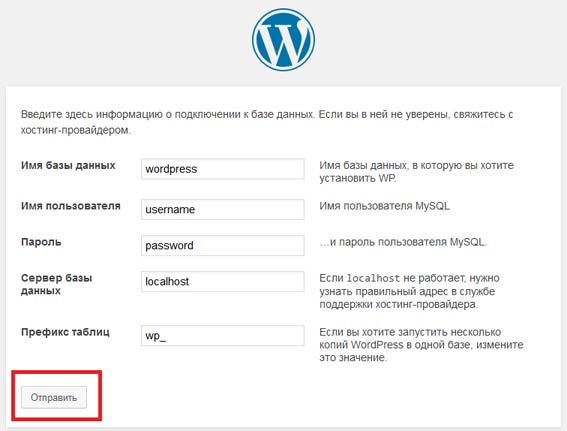 Введите здесь информацию о подключении к базе данных. Если вы в ней не уверены, свяжитесь с
хостинг-провайдером.
Имя базы данных wordpress Имя базы данных, в которую вы хотите
установить WP.
Имя пользователя username Имя пользователя MySQL
Пароль password …и пароль пользователя MySQL.
Сервер базы
данных localhost Если localhost не работает, нужно
узнать правильный адрес в службе
поддержки хостинг-провайдера.
Префикс таблиц wp_ Если вы хотите запустить несколько
копий WordPress в одной базе, измените
это значение.
Отправить